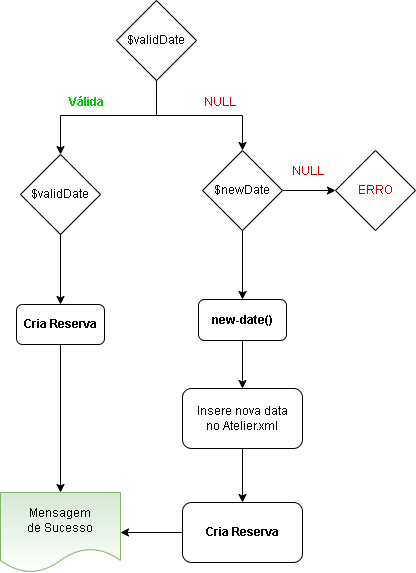 $validDate
Válida
NULL
$validDate
$newDate
NULL
ERRO
Cria Reserva
new-date()
Insere nova data
no Atelier.xml
Mensagem
de Sucesso
Cria Reserva